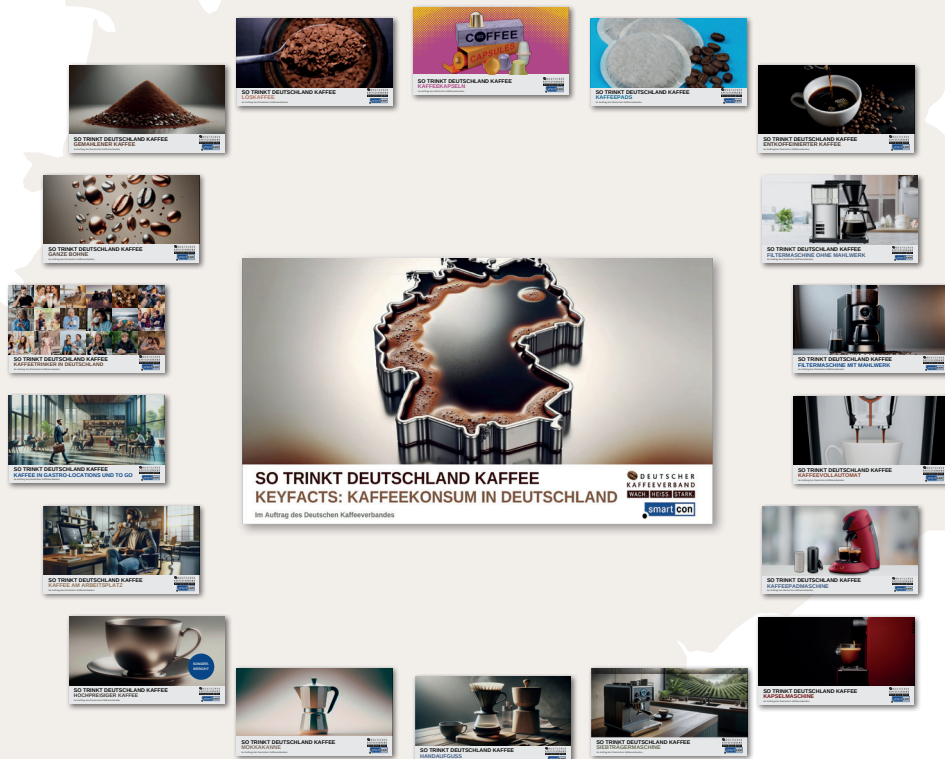 COFFEE
CAPSULES
SO TRINKT DEUTSCHLAND KAFFEE
KAFFEEKAPSELN
SO TRINKT DEUTSCHLAND KAFFEE
LÖSKAFFEE
SO TRINKT DEUTSCHLAND KAFFEE
KAFFEEPADS
SO TRINKT DEUTSCHLAND KAFFEE
GEMAHLENER KAFFEE
SO TRINKT DEUTSCHLAND KAFFEE
ENTKOFFEINIERTER KAFFEE
SO TRINKT DEUTSCHLAND KAFFEE
GANZE BOHNE
SO TRINKT DEUTSCHLAND KAFFEE
FILTERMASCHINE OHNE MAHLWERK
SO TRINKT DEUTSCHLAND KAFFEE
KAFFEETRINKER IN DEUTSCHLAND
SO TRINKT DEUTSCHLAND KAFFEE
FILTERMASCHINE MIT MAHLWERK
SO TRINKT DEUTSCHLAND KAFFEE
KAFFEE IN GASTRO-LOCATIONS UND TO GO
SO TRINKT DEUTSCHLAND KAFFEE
KAFFEEVOLLAUTOMAT
SO TRINKT DEUTSCHLAND KAFFEE
KEYFACTS: KAFFEEKONSUM IN DEUTSCHLAND
Im Auftrag des Deutschen Kaffeeverbandes
DEUTSCHER
KAFFEEVERBAND
WACH. HEISS. STARK.
smart con
SO TRINKT DEUTSCHLAND KAFFEE
KAFFEE AM ARBEITSPLATZ
SO TRINKT DEUTSCHLAND KAFFEE
KAFFEEPADMASCHINE
SONDER-
BERICHT
SO TRINKT DEUTSCHLAND KAFFEE
HOCHPREISIGER KAFFEE
SO TRINKT DEUTSCHLAND KAFFEE
KAPSELMASCHINE
SO TRINKT DEUTSCHLAND KAFFEE
MOKKAKANNE
SO TRINKT DEUTSCHLAND KAFFEE
HANDAUFGUSS
SO TRINKT DEUTSCHLAND KAFFEE
SIEBTRÄGERMASCHINE